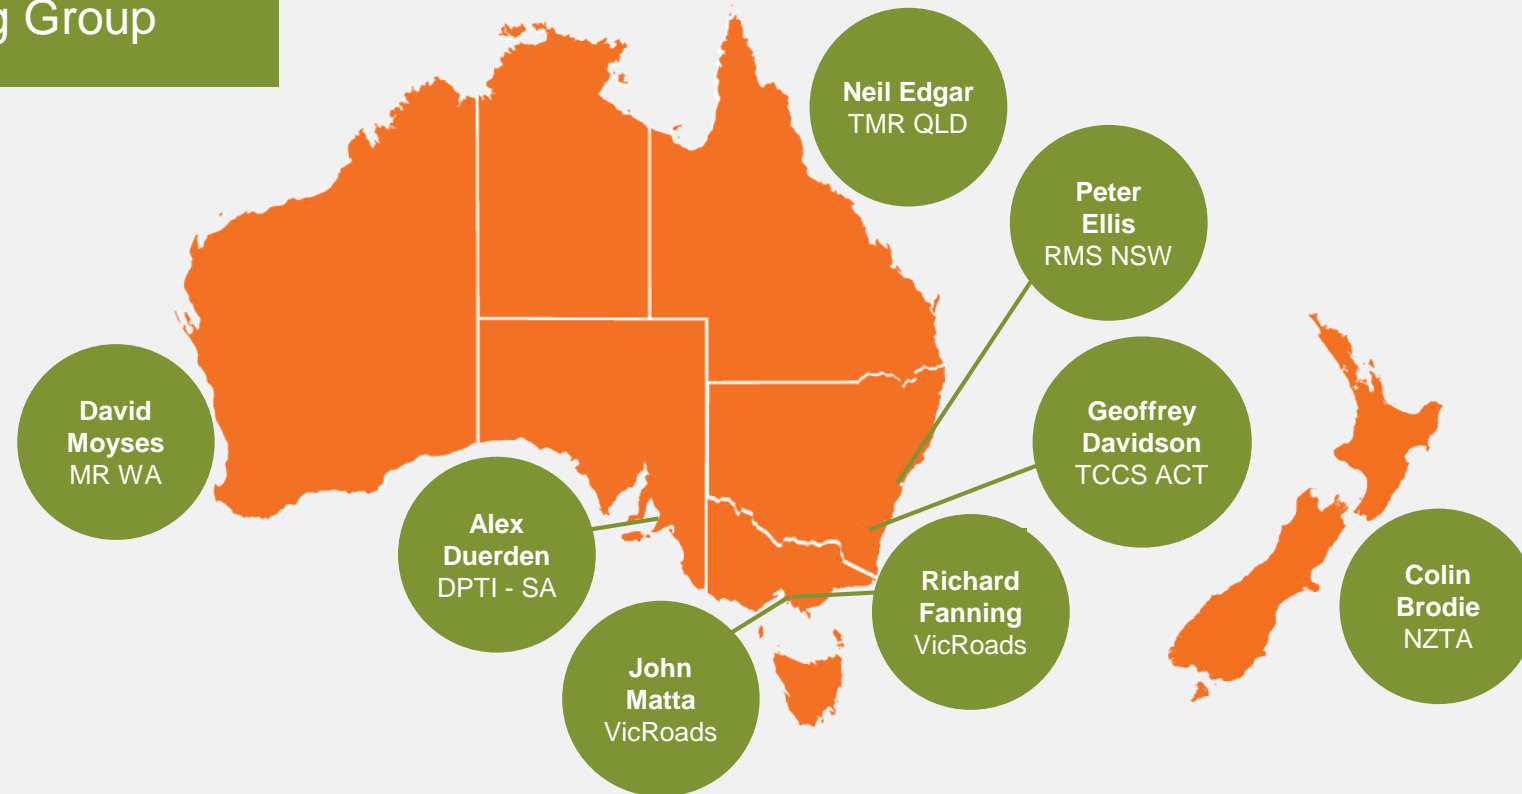 Group
Neil Edgar
TMR QLD
Peter
Ellis
RMS NSW
David
Moyses
MR WA
Geoffrey
Davidson
TCCS ACT
Alex
Duerden
DPTI - SA
Richard
Fanning
VicRoads
Colin
Brodie
NZTA
John
Matta
VicRoads